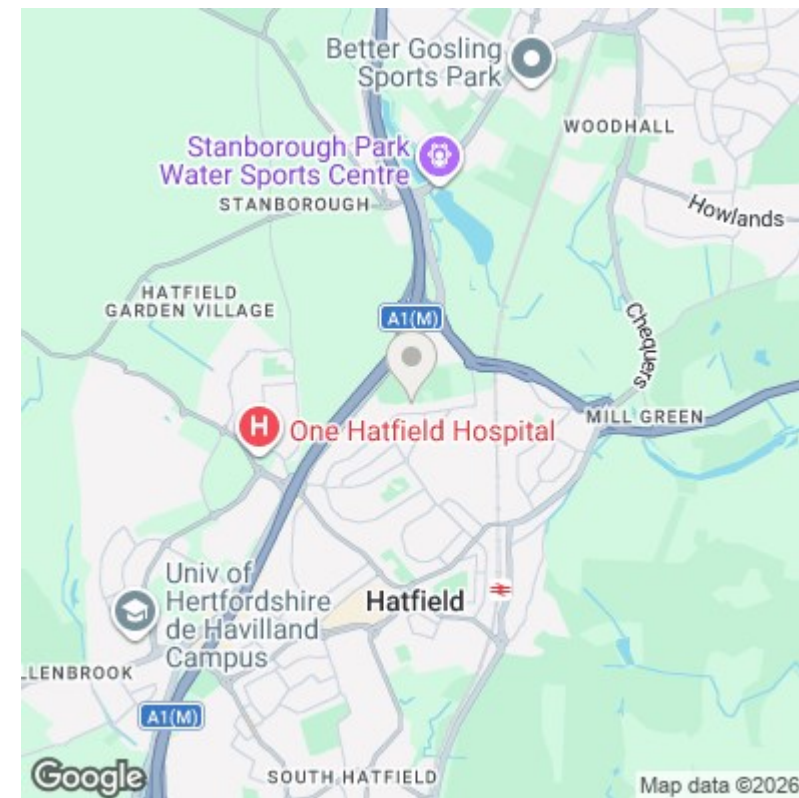 Better Gosling
Sports Park
WOODHALL
Stanborough Park
Water Sports Centre
STANBOROUGH
Howlands
HATFIELD
GARDEN VILLAGE
A1(M)
Chequers
MILL GREEN
H
One Hatfield Hospital
Univ of
Hertfordshire
de Havilland
Campus
Hatfield
LLENBROOK
A1(M)
SOUTH HATFIELD
Google
Map data ©2026